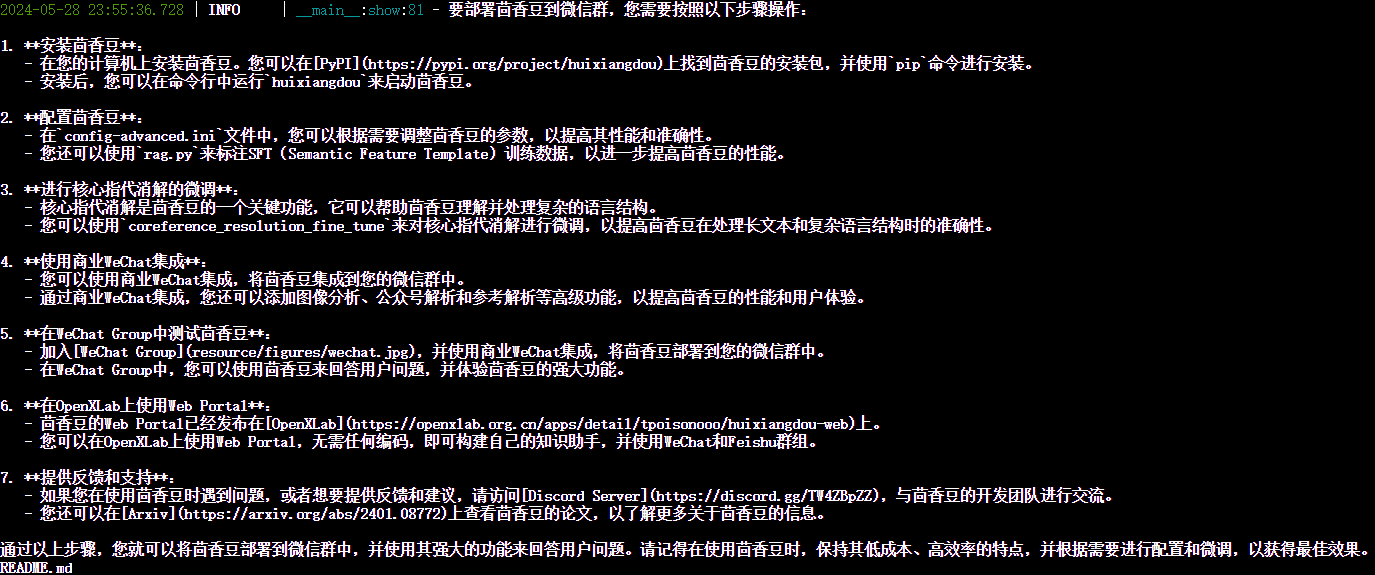 2024-05-28 23:55:36.728 | INFO     | __main__:show:81 - 要部署茴香豆到微信群，您需要按照以下步骤操作：
1. **安装茴香豆**：
- 在您的计算机上安装茴香豆。您可以在[PyPI](https://pypi.org/project/huixiangdou)上找到茴香豆的安装包，并使用`pip`命令进行安装。
- 安装后，您可以在命令行中运行`huixiangdou`来启动茴香豆。
2. **配置茴香豆**：
- 在`config-advanced.ini`文件中，您可以根据需要调整茴香豆的参数，以提高其性能和准确性。
- 您还可以使用`rag.py`来标注SFT（Semantic Feature Template）训练数据，以进一步提高茴香豆的性能。
3. **进行核心指代消解的微调**：
- 核心指代消解是茴香豆的一个关键功能，它可以帮助茴香豆理解并处理复杂的语言结构。
- 您可以使用`coreference_resolution_fine_tune`来对核心指代消解进行微调，以提高茴香豆在处理长文本和复杂语言结构时的准确性。
4. **使用商业WeChat集成**：
- 您可以使用商业WeChat集成，将茴香豆集成到您的微信群中。
- 通过商业WeChat集成，您还可以添加图像分析、公众号解析和参考解析等高级功能，以提高茴香豆的性能和用户体验。
5. **在WeChat Group中测试茴香豆**：
- 加入[WeChat Group](resource/figures/wechat.jpg)，并使用商业WeChat集成，将茴香豆部署到您的微信群中。
- 在WeChat Group中，您可以使用茴香豆来回答用户问题，并体验茴香豆的强大功能。
6. **在OpenXLab上使用Web Portal**：
- 茴香豆的Web Portal已经发布在[OpenXLab](https://openxlab.org.cn/apps/detail/tpoisonooo/huixiangdou-web)上。
- 您可以在OpenXLab上使用Web Portal，无需任何编码，即可构建自己的知识助手，并使用WeChat和Feishu群组。
7. **提供反馈和支持**：
- 如果您在使用茴香豆时遇到问题，或者想要提供反馈和建议，请访问[Discord Server](https://discord.gg/TW4ZBpZZ)，与茴香豆的开发团队进行交流。
- 您还可以在[Arxiv](https://arxiv.org/abs/2401.08772)上查看茴香豆的论文，以了解更多关于茴香豆的信息。
通过以上步骤，您就可以将茴香豆部署到微信群中，并使用其强大的功能来回答用户问题。请记得在使用茴香豆时，保持其低成本、高效率的特点，并根据需要进行配置和微调，以获得最佳效果。
README.md